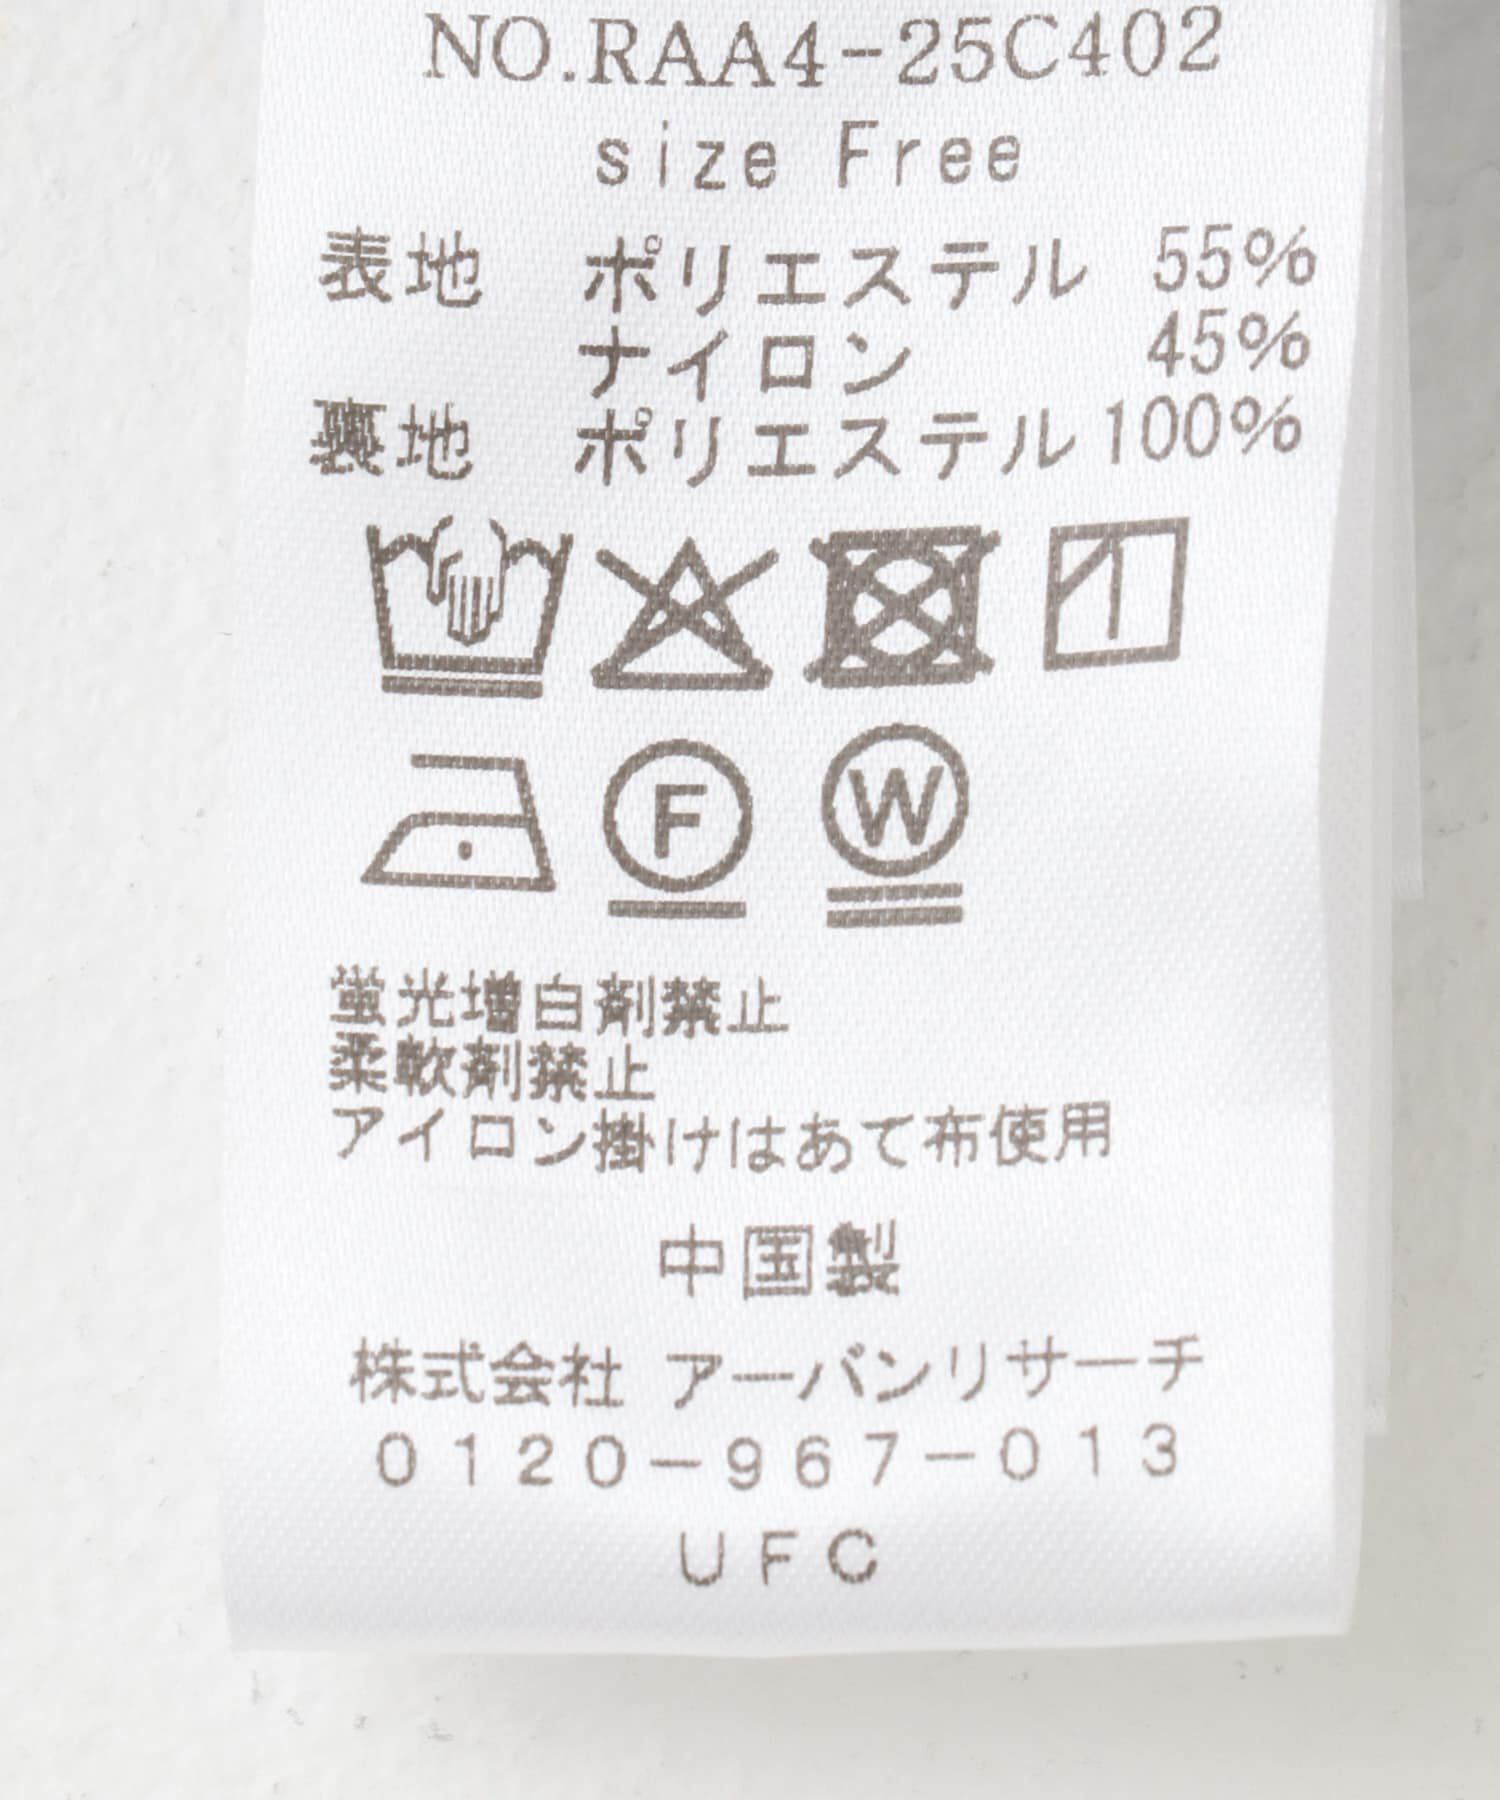 NO.RAA4-25C402
size Free
表地 ポリエステル 55%
ナイロン 45%
裏地 ポリエステル100%
F W
蛍光増白剤禁止
柔軟剤禁止
アイロン掛けはあて布使用
中国製
株式会社 アーバンリサーチ
0120-967-013
UFC